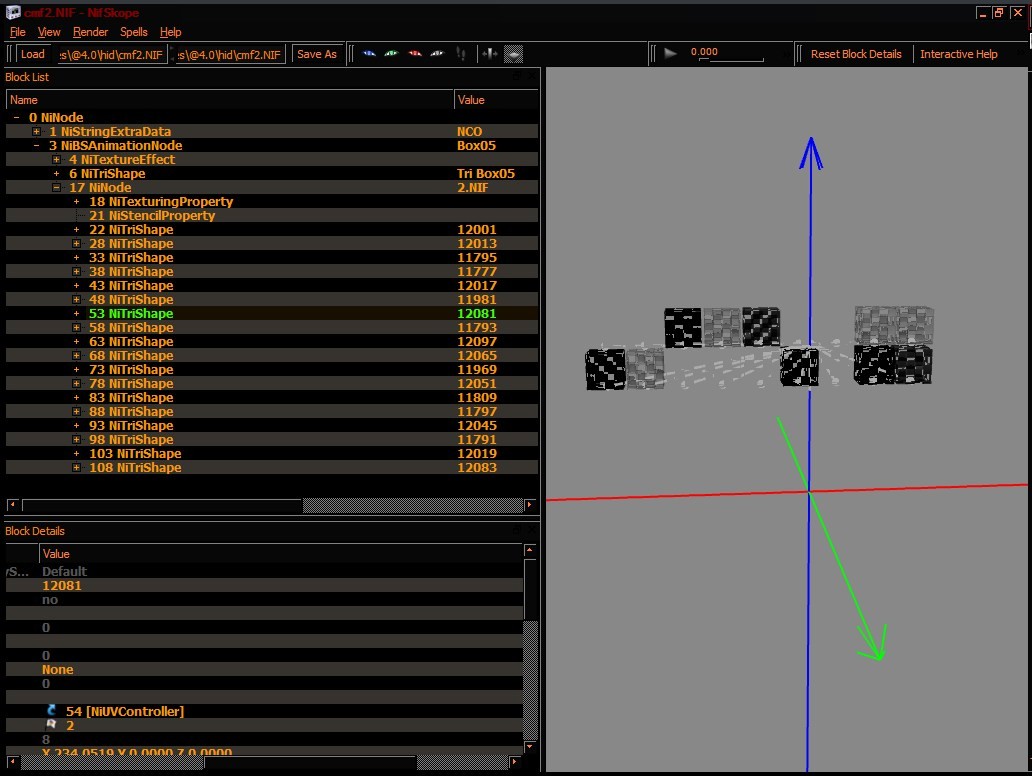 cmf2.NIF - NifSkope
File View Render Spells Help
Load :s\@4.0\hid\cmf2.NIF :s\@4.0\hid\cmf2.NIF Save As 0.000 Reset Block Details Interactive Help
Block List
Name Value
0 NiNode
1 NiStringExtraData NCO
3 NiBSAnimationNode Box05
4 NiTextureEffect
6 NiTriShape Tri Box05
17 NiNode 2.NIF
18 NiTexturingProperty
21 NiStencilProperty
22 NiTriShape 12001
28 NiTriShape 12013
33 NiTriShape 11795
38 NiTriShape 11777
43 NiTriShape 12017
48 NiTriShape 11981
53 NiTriShape 12081
58 NiTriShape 11793
63 NiTriShape 12097
68 NiTriShape 12065
73 NiTriShape 11969
78 NiTriShape 12051
83 NiTriShape 11809
88 NiTriShape 11797
93 NiTriShape 12045
98 NiTriShape 11791
103 NiTriShape 12019
108 NiTriShape 12083
Block Details
Value
Default
12081
no
0
0
None
0
54 [NiUVController]
2
8
X 234.0519 Y 0.0000 Z 0.0000